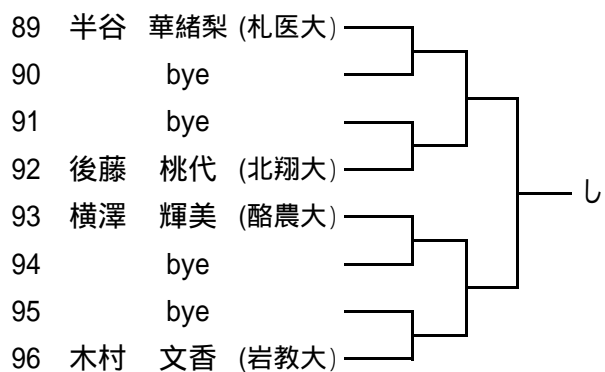 89 半谷 華緒梨 (札医大)
90 bye
91 bye
92 後藤 桃代 (北翔大)
93 横澤 輝美 (酪農大)
94 bye
95 bye
96 木村 文香 (岩教大)
し